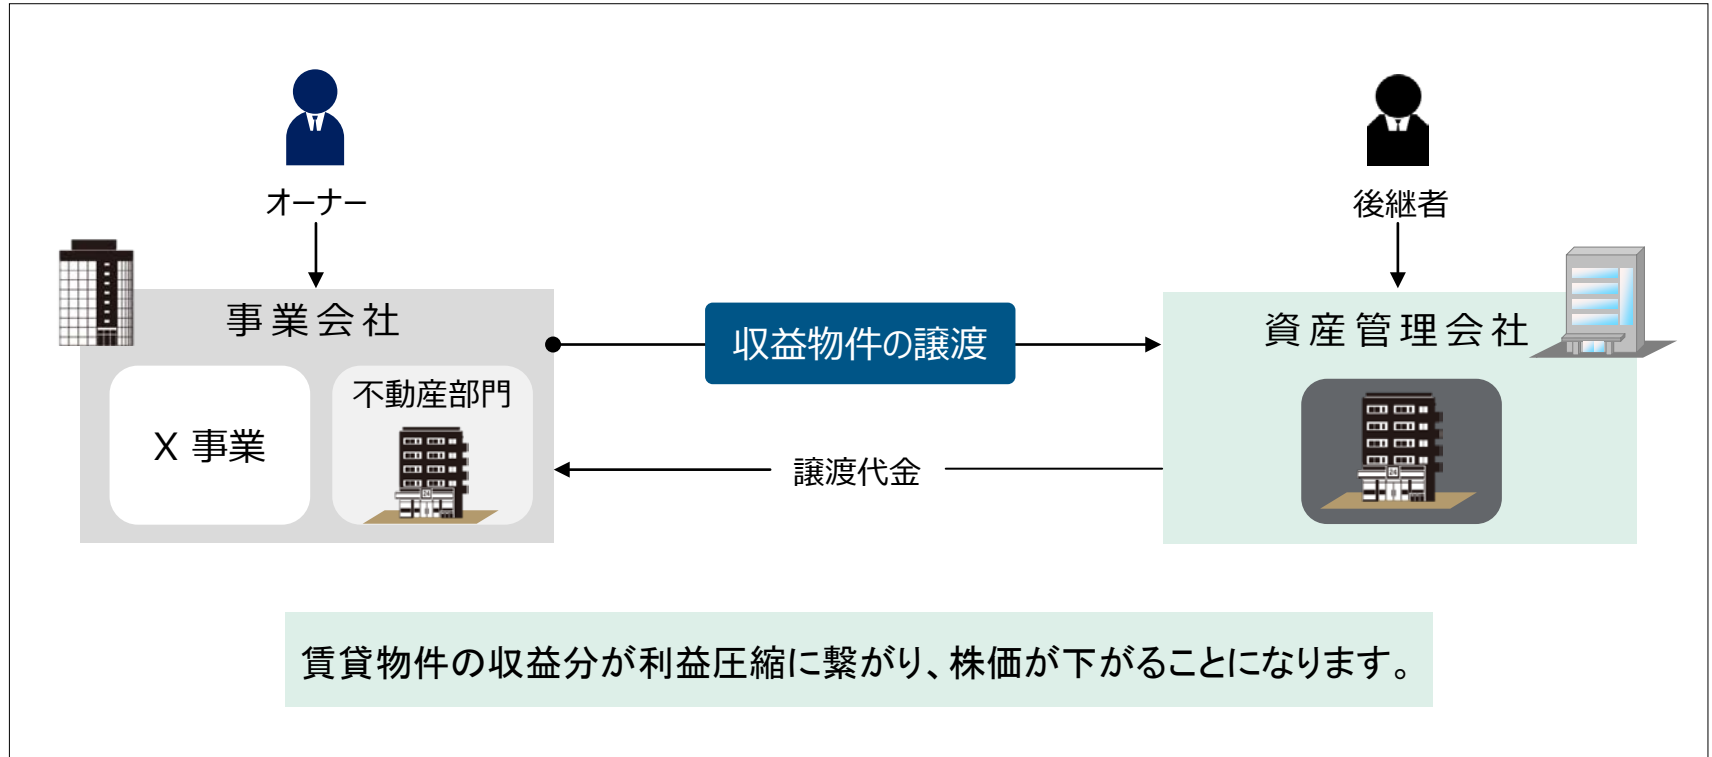 オーナー
後継者
事業会社
収益物件の譲渡
資産管理会社
不動産部門
X 事業
譲渡代金
賃貸物件の収益分が利益圧縮に繋がり、株価が下がることになります。